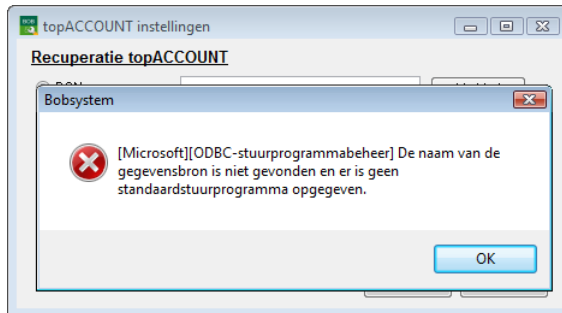 topACCOUNT instellingen
Recuperatie topACCOUNT
Bobsystem
[Microsoft][ODBC-stuurprogrammabeheer] De naam van de
gegevensbron is niet gevonden en er is geen
standaardstuurprogramma opgegeven.
OK